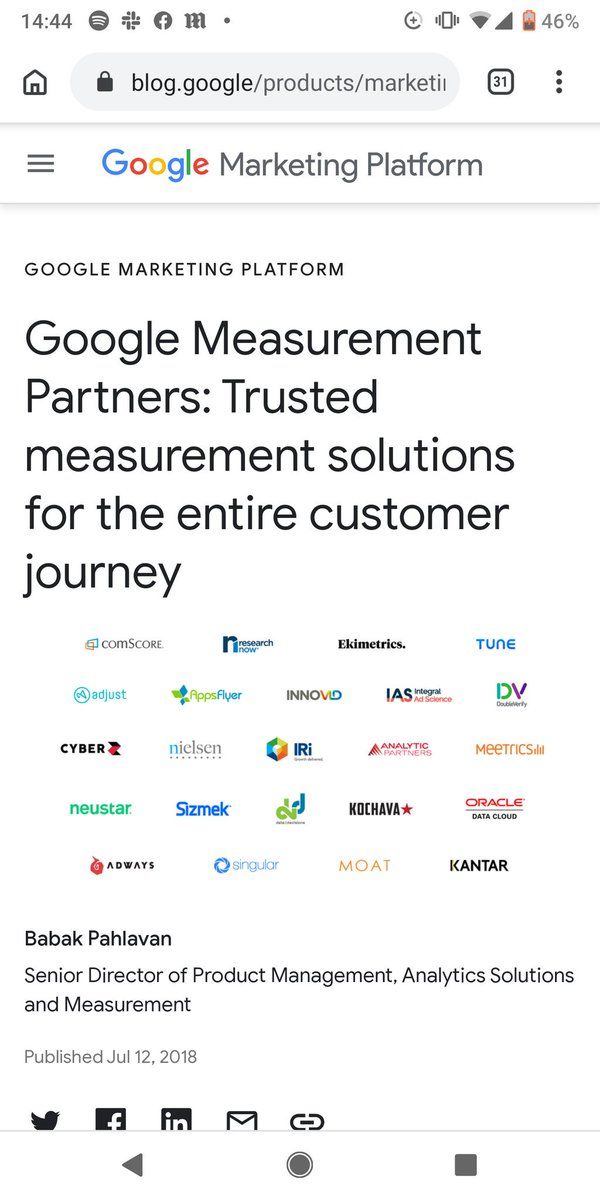 14:44
46%
blog.google/products/marketi
31
Google Marketing Platform
GOOGLE MARKETING PLATFORM
Google Measurement
Partners: Trusted
measurement solutions
for the entire customer
journey
comSCORE. research now Ekimetrics. TUNE
adjust AppsFlyer INNOVID IAS Integral Ad Science DV DoubleVerify
CYBER Z nielsen IRi Growth delivered. ANALYTIC PARTNERS MEETRICS
neustar. Sizmek KOCHAVA ORACLE DATA CLOUD
ADWAYS singular MOAT KANTAR
Babak Pahlavan
Senior Director of Product Management, Analytics Solutions
and Measurement
Published Jul 12, 2018